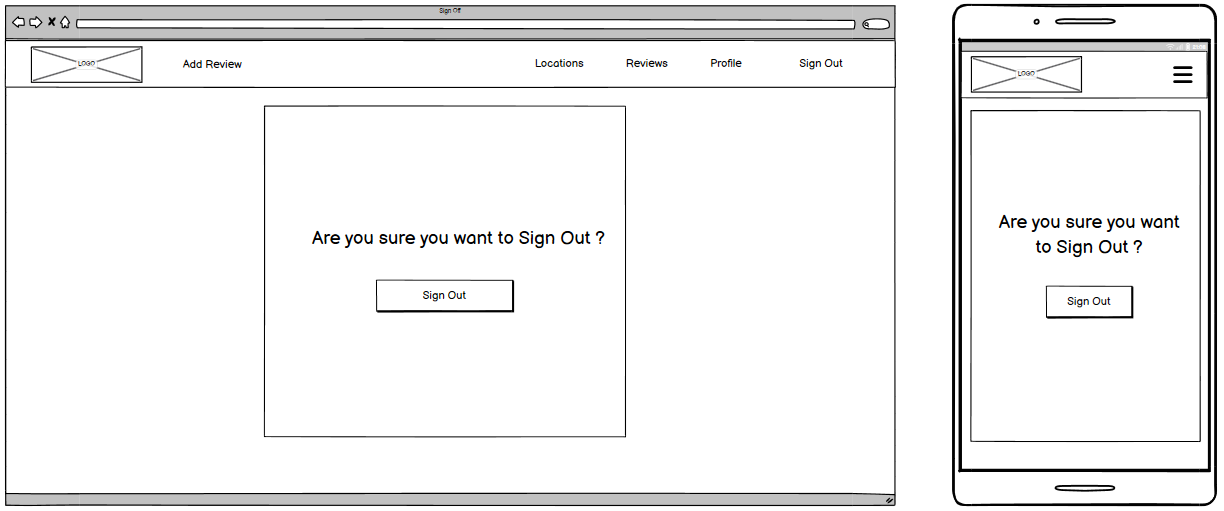 Sign Off
LOGO
Add Review
Locations
Reviews
Profile
Sign Out
Are you sure you want to Sign Out ?
Sign Out
LOGO
Are you sure you want
to Sign Out ?
Sign Out